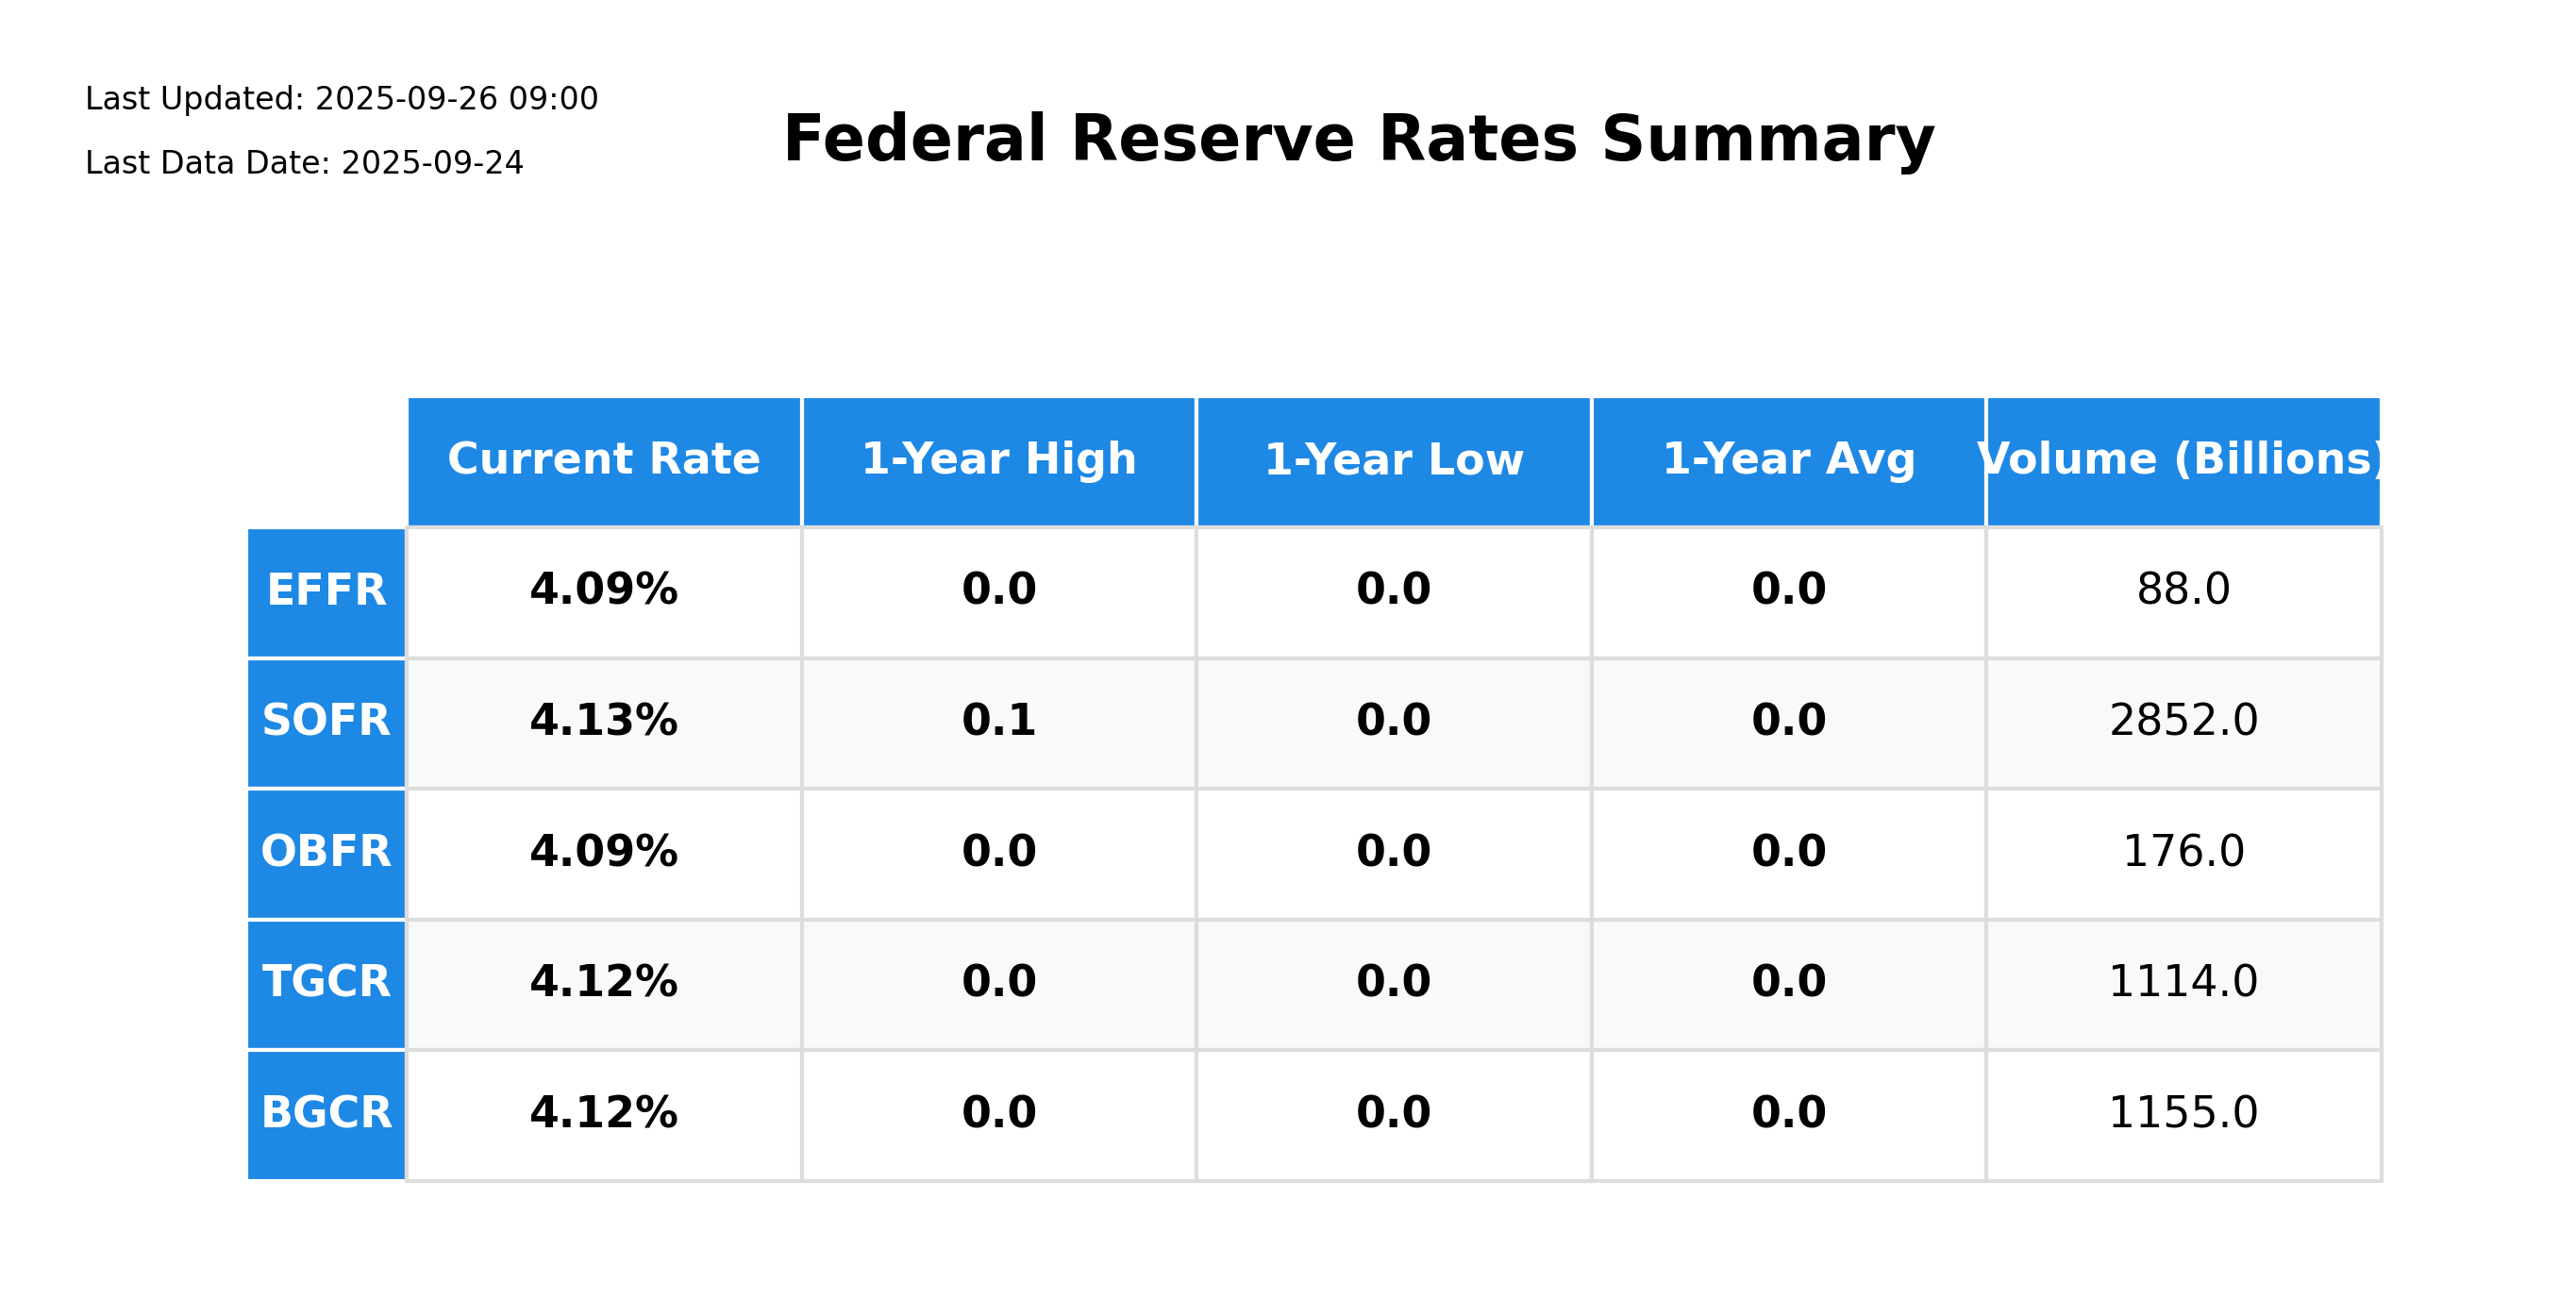 Last Updated: 2025-09-26 09:00
Last Data Date: 2025-09-24
Federal Reserve Rates Summary
Current Rate 1-Year High 1-Year Low 1-Year Avg Volume (Billions)
EFFR 4.09% 0.0 0.0 0.0 88.0
SOFR 4.13% 0.1 0.0 0.0 2852.0
OBFR 4.09% 0.0 0.0 0.0 176.0
TGCR 4.12% 0.0 0.0 0.0 1114.0
BGCR 4.12% 0.0 0.0 0.0 1155.0